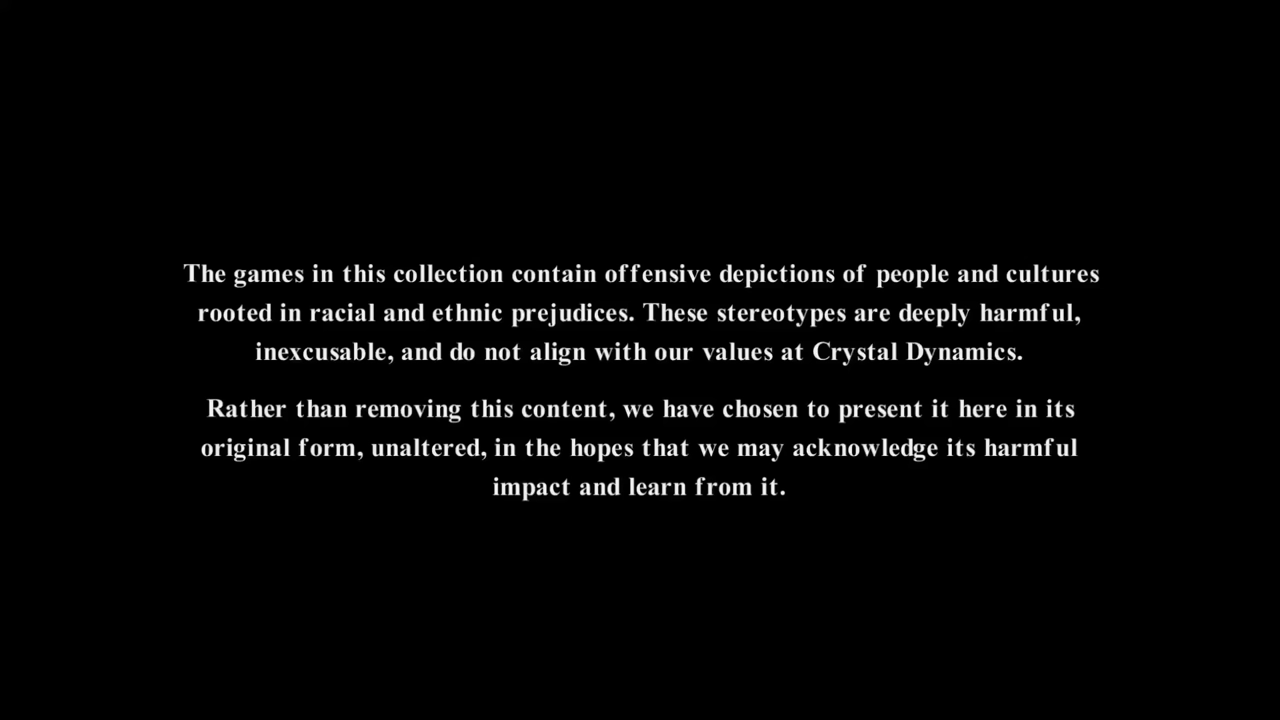 The games in this collection contain offensive depictions of people and cultures
rooted in racial and ethnic prejudices. These stereotypes are deeply harmful,
inexcusable, and do not align with our values at Crystal Dynamics.
Rather than removing this content, we have chosen to present it here in its
original form, unaltered, in the hopes that we may acknowledge its harmful
impact and learn from it.